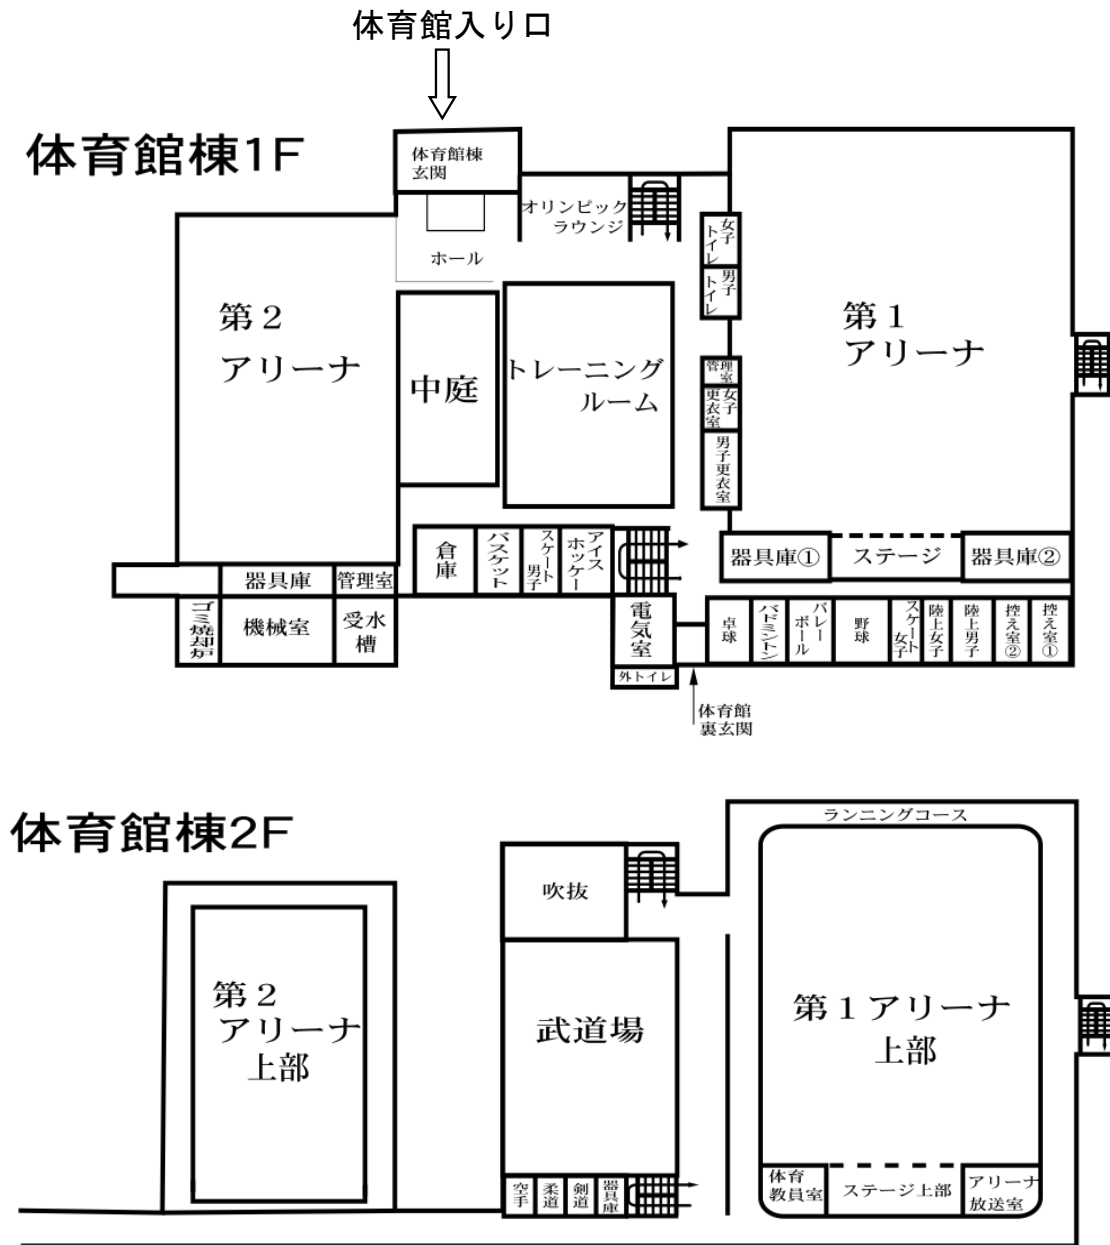 体育館入り口
体育館棟1F
体育館棟
玄関
オリンピック
ラウンジ
ホール
女子
トイレ
男子
トイレ
第2
アリーナ
第1
アリーナ
中庭
トレーニング
ルーム
管理室
女子
更衣室
男子更衣室
倉庫
バスケット
スケート
男子
アイス
ホッケー
器具庫①
ステージ
器具庫②
器具庫
管理室
ゴミ焼却炉
機械室
受水
槽
電気室
外トイレ
卓球
バドミントン
バレー
ボール
野球
スケート
女子
陸上女子
陸上男子
控え室②
控え室①
体育館
裏玄関
体育館棟2F
ランニングコース
吹抜
第2
アリーナ
上部
武道場
第1アリーナ
上部
空手
柔道
剣道
器具庫
体育
教員室
ステージ上部
アリーナ
放送室